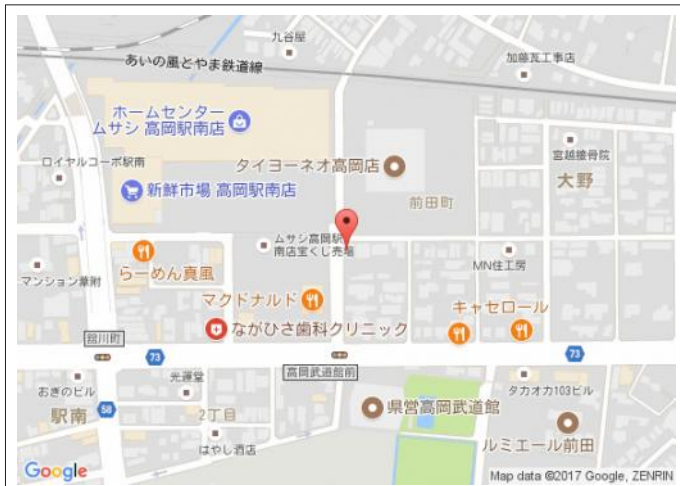 九谷屋
加藤瓦工事店
あいの風とやま鉄道線
ホームセンター
ムサシ 高岡駅南店
宮越接骨院
ロイヤルコーポ駅南
タイヨーネオ高岡店
大野
新鮮市場 高岡駅南店
前田町
ムサシ高岡駅
南店宝くじ売場
らーめん真風
MN住工房
マンション華附
マクドナルド
キャセロール
ながひさ歯科クリニック
舘川町
73
73
高岡武道館前
おぎのビル
光運堂
タカオカ103ビル
58
県営高岡武道館
駅南
2丁目
はやし酒店
ルミエール前田
Google
Map data ©2017 Google, ZENRIN